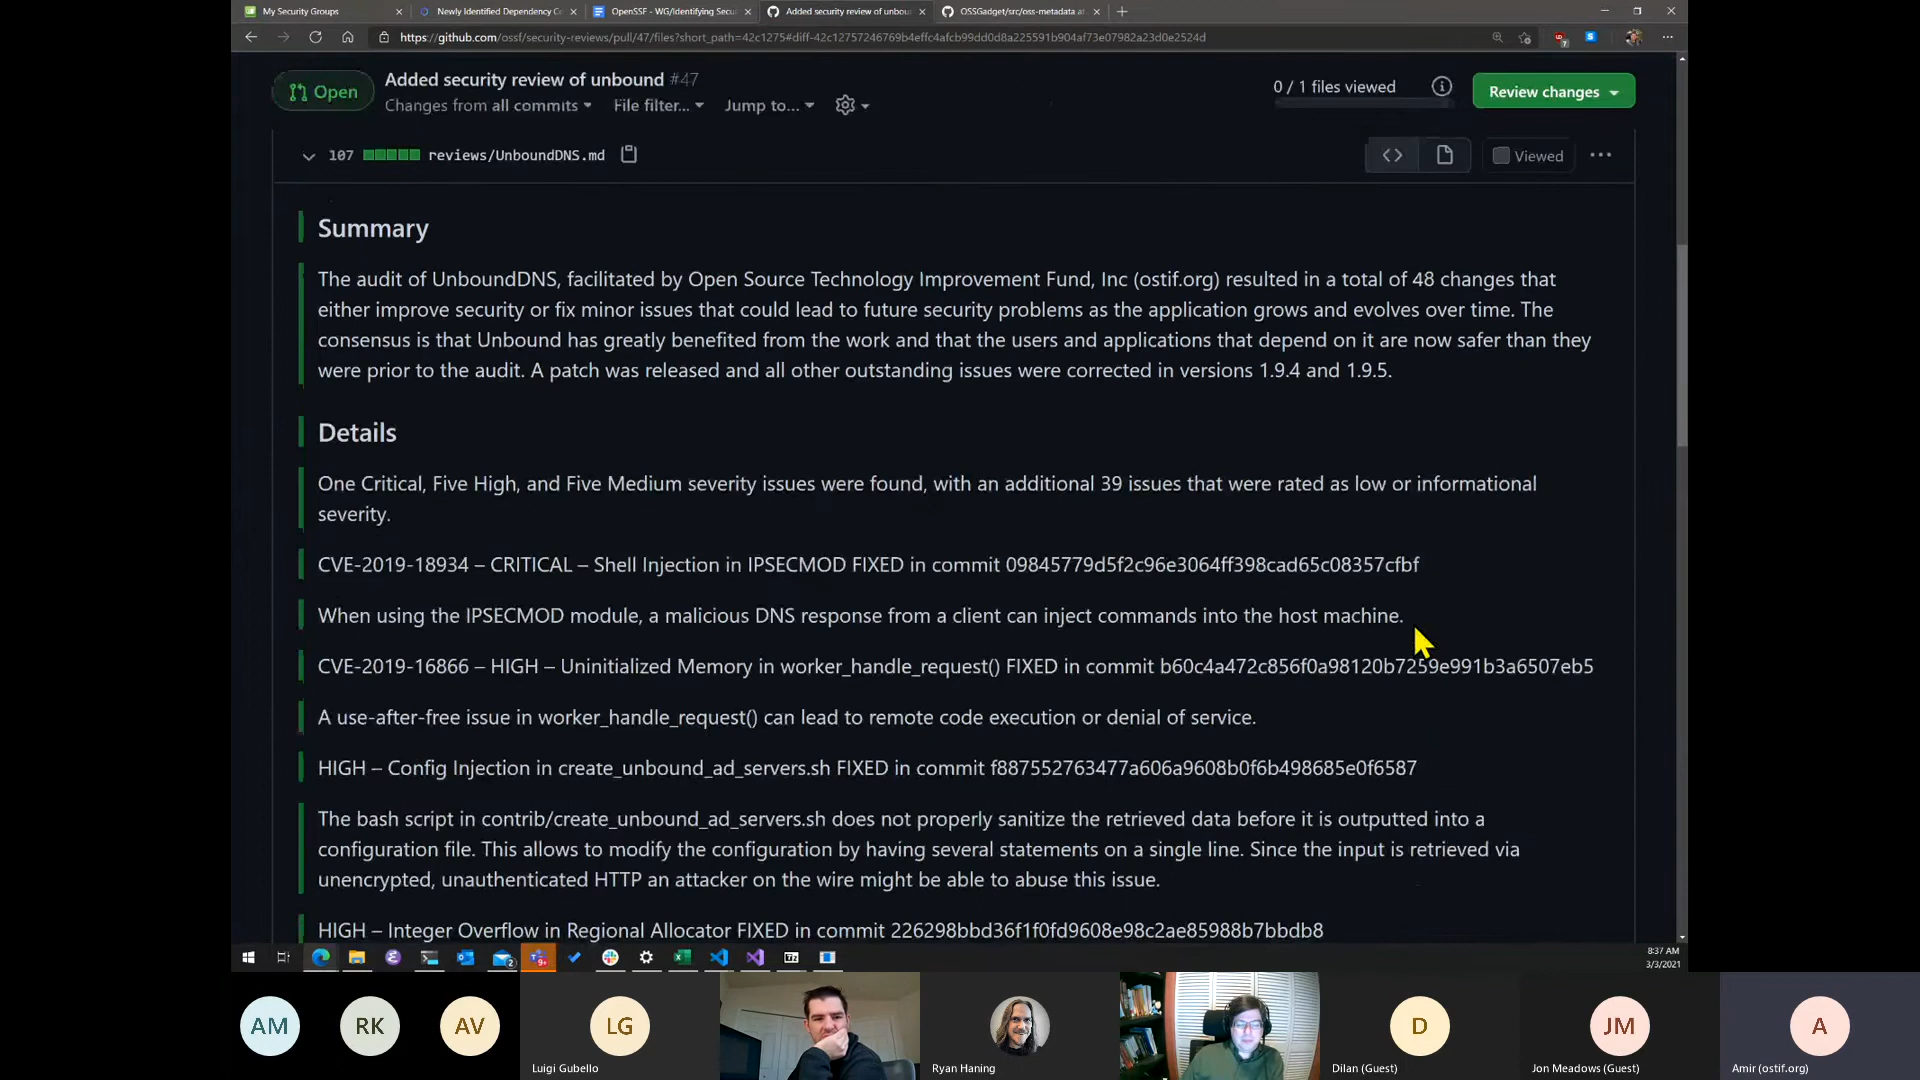 My Security Groups
Newly Identified Dependency Co
OpenSSF - WG/Identifying Secu
Added security review of unbou
OSSGadget/src/oss-metadata at
https://github.com/ossf/security-reviews/pull/47/files?short_path=42c1275#diff-42c12757246769b4effc4afcb99dd0d8a225591b904af73e07982a23d0e2524d
Open
Added security review of unbound #47
Changes from all commits
File filter...
Jump to...
0 / 1 files viewed
Review changes
107
reviews/UnboundDNS.md
Viewed
Summary
The audit of UnboundDNS, facilitated by Open Source Technology Improvement Fund, Inc (ostif.org) resulted in a total of 48 changes that
either improve security or fix minor issues that could lead to future security problems as the application grows and evolves over time. The
consensus is that Unbound has greatly benefited from the work and that the users and applications that depend on it are now safer than they
were prior to the audit. A patch was released and all other outstanding issues were corrected in versions 1.9.4 and 1.9.5.
Details
One Critical, Five High, and Five Medium severity issues were found, with an additional 39 issues that were rated as low or informational
severity.
CVE-2019-18934 – CRITICAL – Shell Injection in IPSECMOD FIXED in commit 09845779d5f2c96e3064ff398cad65c08357cfbf
When using the IPSECMOD module, a malicious DNS response from a client can inject commands into the host machine.
CVE-2019-16866 – HIGH – Uninitialized Memory in worker_handle_request() FIXED in commit b60c4a472c856f0a98120b7259e991b3a6507eb5
A use-after-free issue in worker_handle_request() can lead to remote code execution or denial of service.
HIGH – Config Injection in create_unbound_ad_servers.sh FIXED in commit f887552763477a606a9608b0f6b498685e0f6587
The bash script in contrib/create_unbound_ad_servers.sh does not properly sanitize the retrieved data before it is outputted into a
configuration file. This allows to modify the configuration by having several statements on a single line. Since the input is retrieved via
unencrypted, unauthenticated HTTP an attacker on the wire might be able to abuse this issue.
HIGH – Integer Overflow in Regional Allocator FIXED in commit 226298bbd36f1f0fd9608e98c2ae85988b7bbdb8
8:37 AM
3/3/2021
AM
RK
AV
LG
Luigi Gubello
Ryan Haning
D
Dilan (Guest)
JM
Jon Meadows (Guest)
A
Amir (ostif.org)